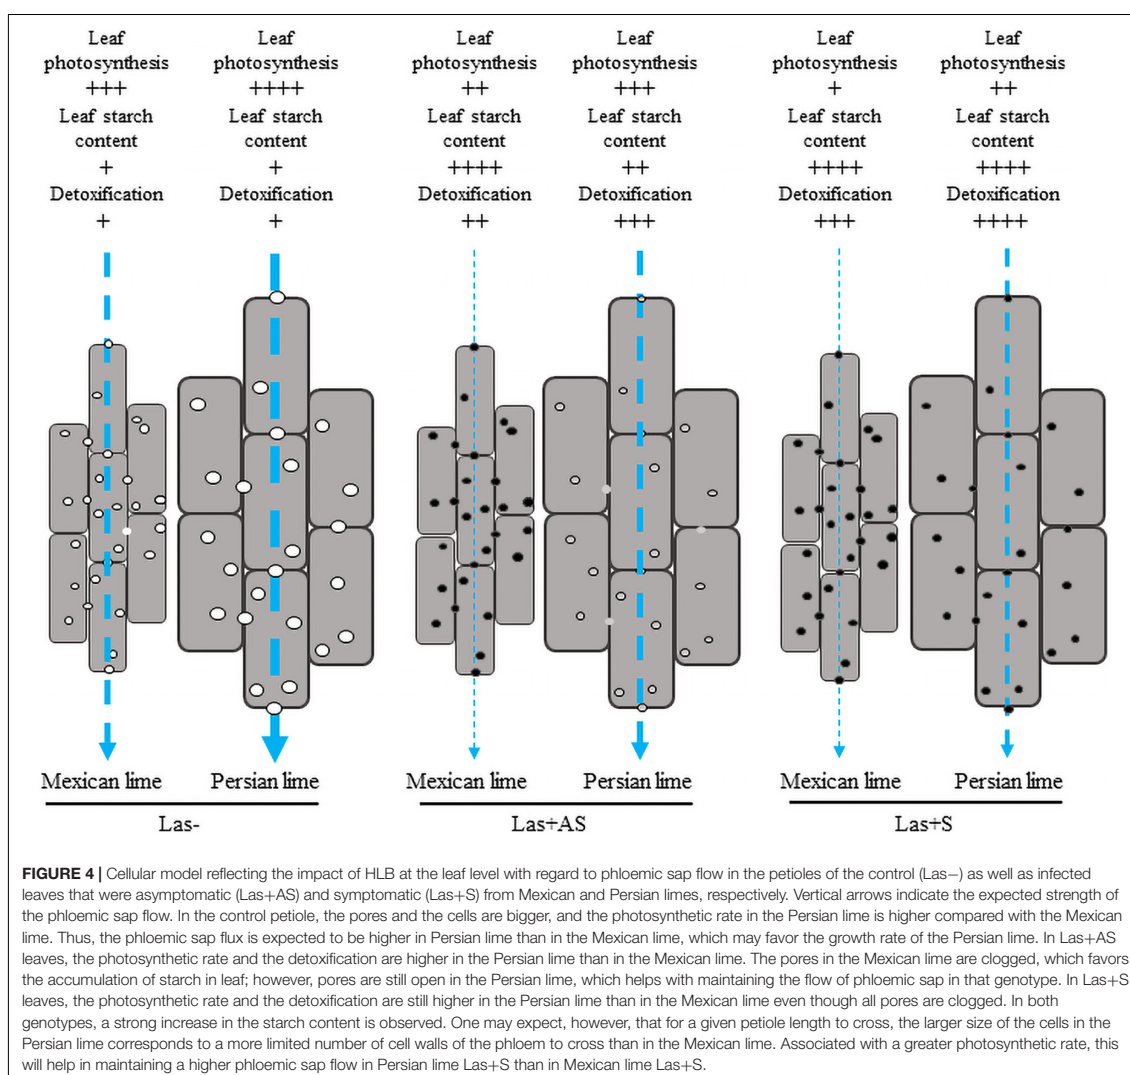 Leaf Leaf Leaf Leaf Leaf Leaf
photosynthesis photosynthesis photosynthesis photosynthesis photosynthesis photosynthesis
+++ ++++ ++ +++ + ++
Leaf starch Leaf starch Leaf starch Leaf starch Leaf starch Leaf starch
content content content content content content
+ + ++++ ++ ++++ ++++
Detoxification Detoxification Detoxification Detoxification Detoxification Detoxification
+ + ++ +++ +++ ++++
Mexican lime Persian lime Mexican lime Persian lime Mexican lime Persian lime
Las- Las+AS Las+S
FIGURE 4 | Cellular model reflecting the impact of HLB at the leaf level with regard to phloemic sap flow in the petioles of the control (Las−) as well as infected
leaves that were asymptomatic (Las+AS) and symptomatic (Las+S) from Mexican and Persian limes, respectively. Vertical arrows indicate the expected strength of
the phloemic sap flow. In the control petiole, the pores and the cells are bigger, and the photosynthetic rate in the Persian lime is higher compared with the Mexican
lime. Thus, the phloemic sap flux is expected to be higher in Persian lime than in the Mexican lime, which may favor the growth rate of the Persian lime. In Las+AS
leaves, the photosynthetic rate and the detoxification are higher in the Persian lime than in the Mexican lime. The pores in the Mexican lime are clogged, which favors
the accumulation of starch in leaf; however, pores are still open in the Persian lime, which helps with maintaining the flow of phloemic sap in that genotype. In Las+S
leaves, the photosynthetic rate and the detoxification are still higher in the Persian lime than in the Mexican lime even though all pores are clogged. In both
genotypes, a strong increase in the starch content is observed. One may expect, however, that for a given petiole length to cross, the larger size of the cells in the
Persian lime corresponds to a more limited number of cell walls of the phloem to cross than in the Mexican lime. Associated with a greater photosynthetic rate, this
will help in maintaining a higher phloemic sap flow in Persian lime Las+S than in Mexican lime Las+S.